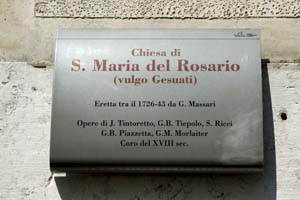 Chiesa di
S. Maria del Rosario
(vulgo Gesuati)
Eretta tra il 1726-43 da G. Massari
Opere di J. Tintoretto, G.B. Tiepolo, S. Ricci
G.B. Piazzetta, G.M. Morlaiter
Coro del XVIII sec.